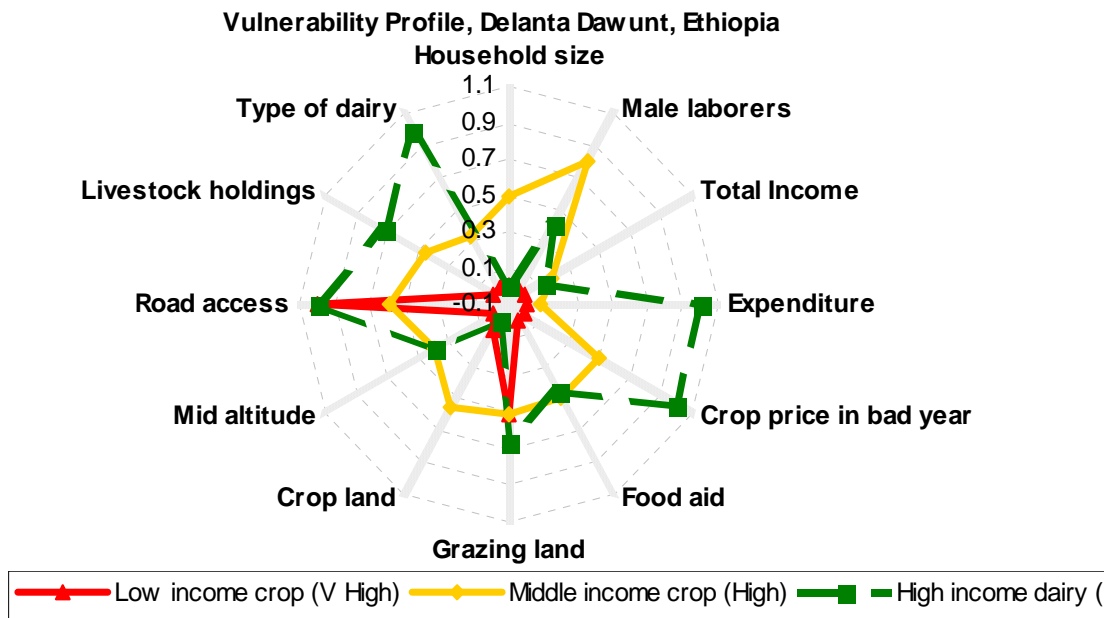 Vulnerability Profile, Delanta Dawunt, Ethiopia
Household size
1.1
Type of dairy
Male laborers
0.9
0.7
Livestock holdings
Total Income
0.5
0.3
0.1
Road access
-0.1
Expenditure
Mid altitude
Crop price in bad year
Crop land
Food aid
Grazing land
Low income crop (V High)
Middle income crop (High)
High income dairy (